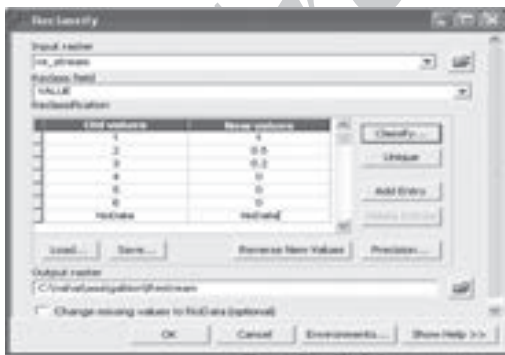 Reclassify
Input raster
Reclass field
VALUE
Reclassification
Old values New values
1 1
2 0.5
3 0.2
4 0
5 0
6 0
NoData NoData
Classify...
Unique
Add Entry
Delete Entries
Load... Save... Reverse New Values Precision...
Output raster
Change missing values to NoData (optional)
OK Cancel Environments... Show Help >>